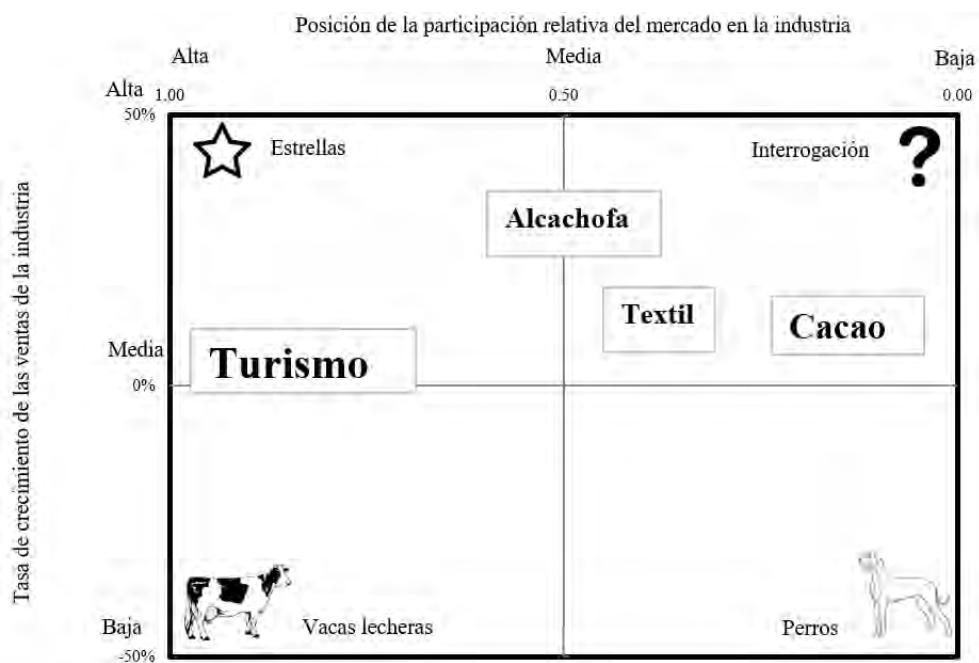 Posición de la participación relativa del mercado en la industria
Alta Media Baja
Alta 1.00 0.50 0.00
50%
Estrellas Interrogación ?
Alcachofa
Textil Cacao
Media Turismo
0%
Tasa de crecimiento de las ventas de la industria
Baja Vacas lecheras Perros
-50%